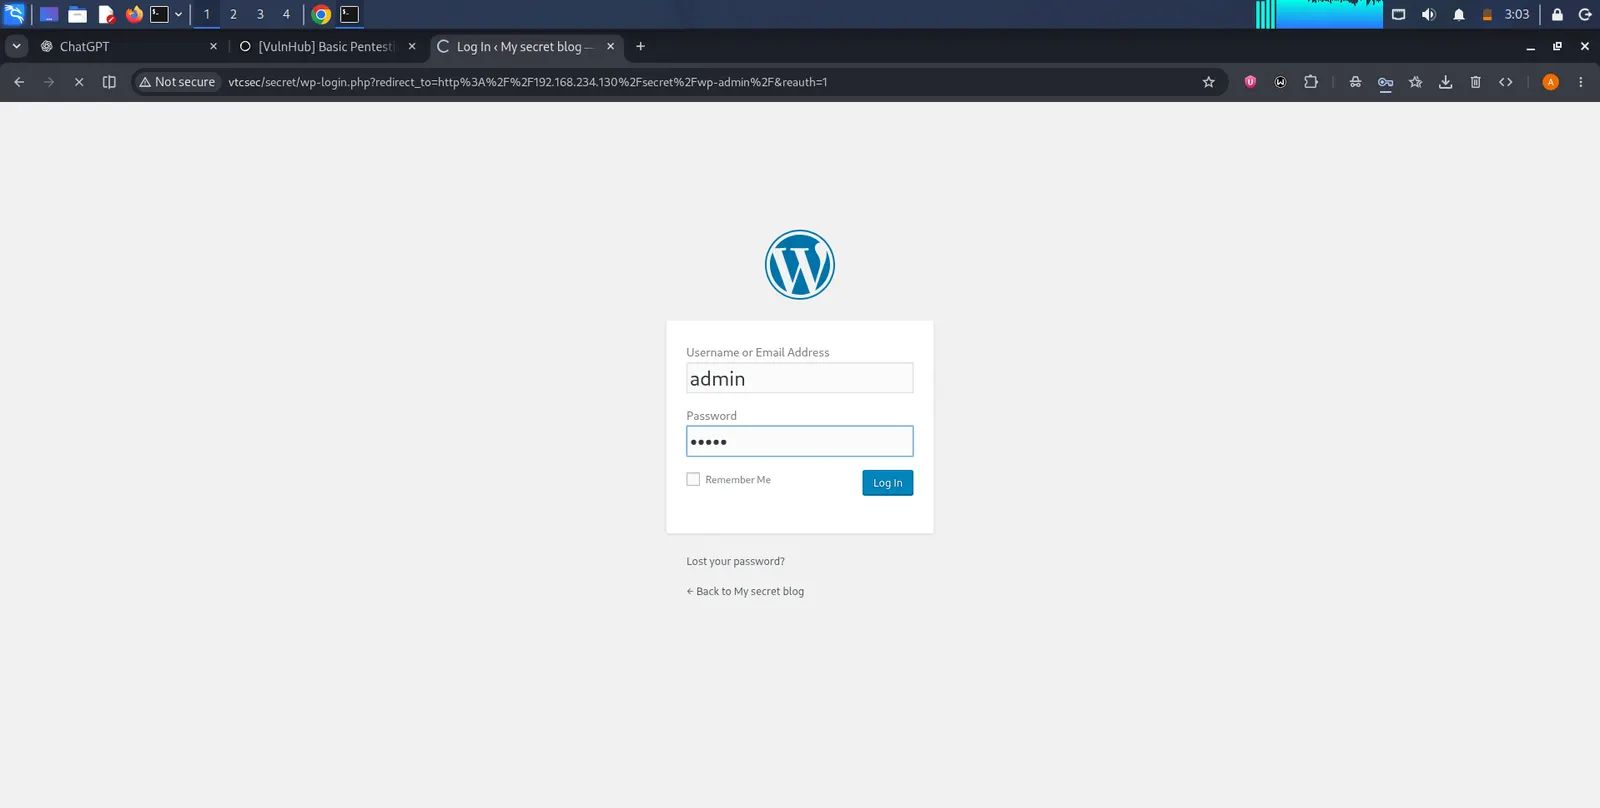 1 2 3 4 3:03
ChatGPT [VulnHub] Basic Pentesti Log In ‹ My secret blog —
Not secure vtcsec/secret/wp-login.php?redirect_to=http%3A%2F%2F192.168.234.130%2Fsecret%2Fwp-admin%2F&reauth=1 A
Username or Email Address
admin
Password
•••••
Remember Me Log In
Lost your password?
← Back to My secret blog